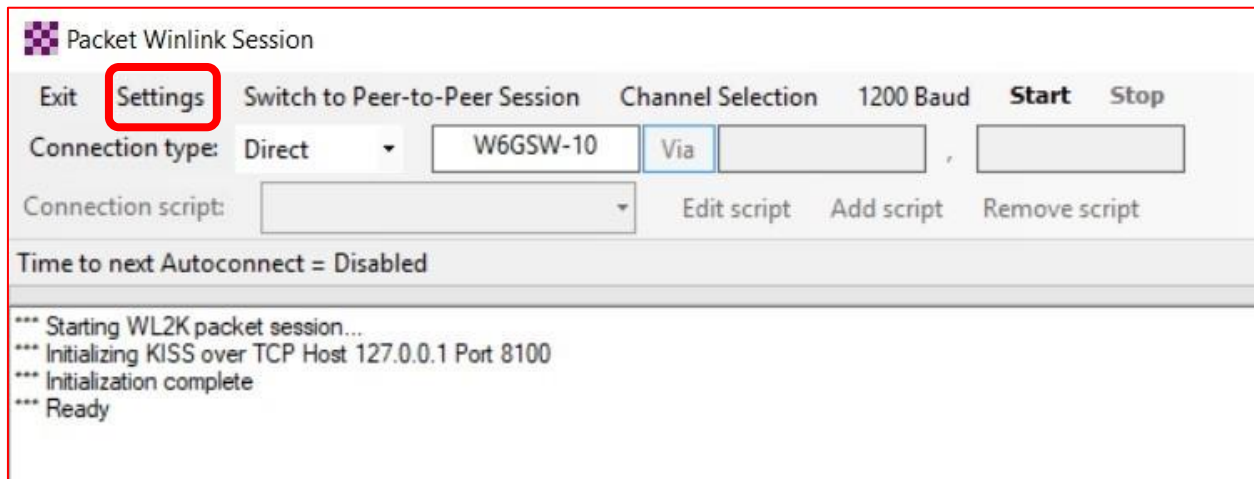 Packet Winlink Session
Exit Settings Switch to Peer-to-Peer Session Channel Selection 1200 Baud Start Stop
Connection type: Direct W6GSW-10 Via ,
Connection script: Edit script Add script Remove script
Time to next Autoconnect = Disabled
*** Starting WL2K packet session...
*** Initializing KISS over TCP Host 127.0.0.1 Port 8100
*** Initialization complete
*** Ready